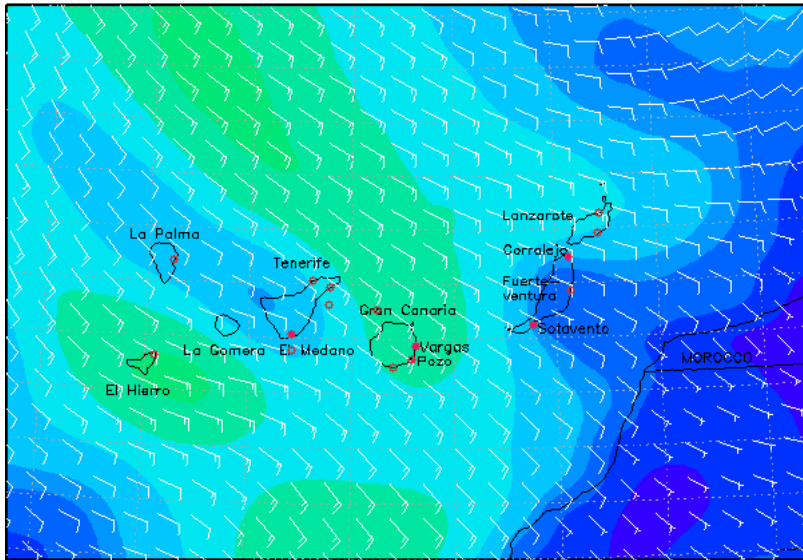 Lanzarote
La Palma
Corralejo
Tenerife
Fuerte-
ventura
Gran Canaria
Sotavento
La Gomera
El Medano
Vargas
Pozo
MOROCCO
El Hierro